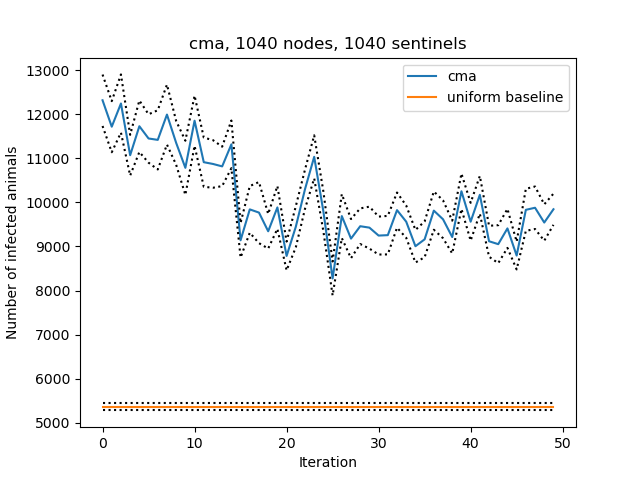 cma, 1040 nodes, 1040 sentinels
cma
uniform baseline
Number of infected animals
13000
12000
11000
10000
9000
8000
7000
6000
5000
0 10 20 30 40 50
Iteration